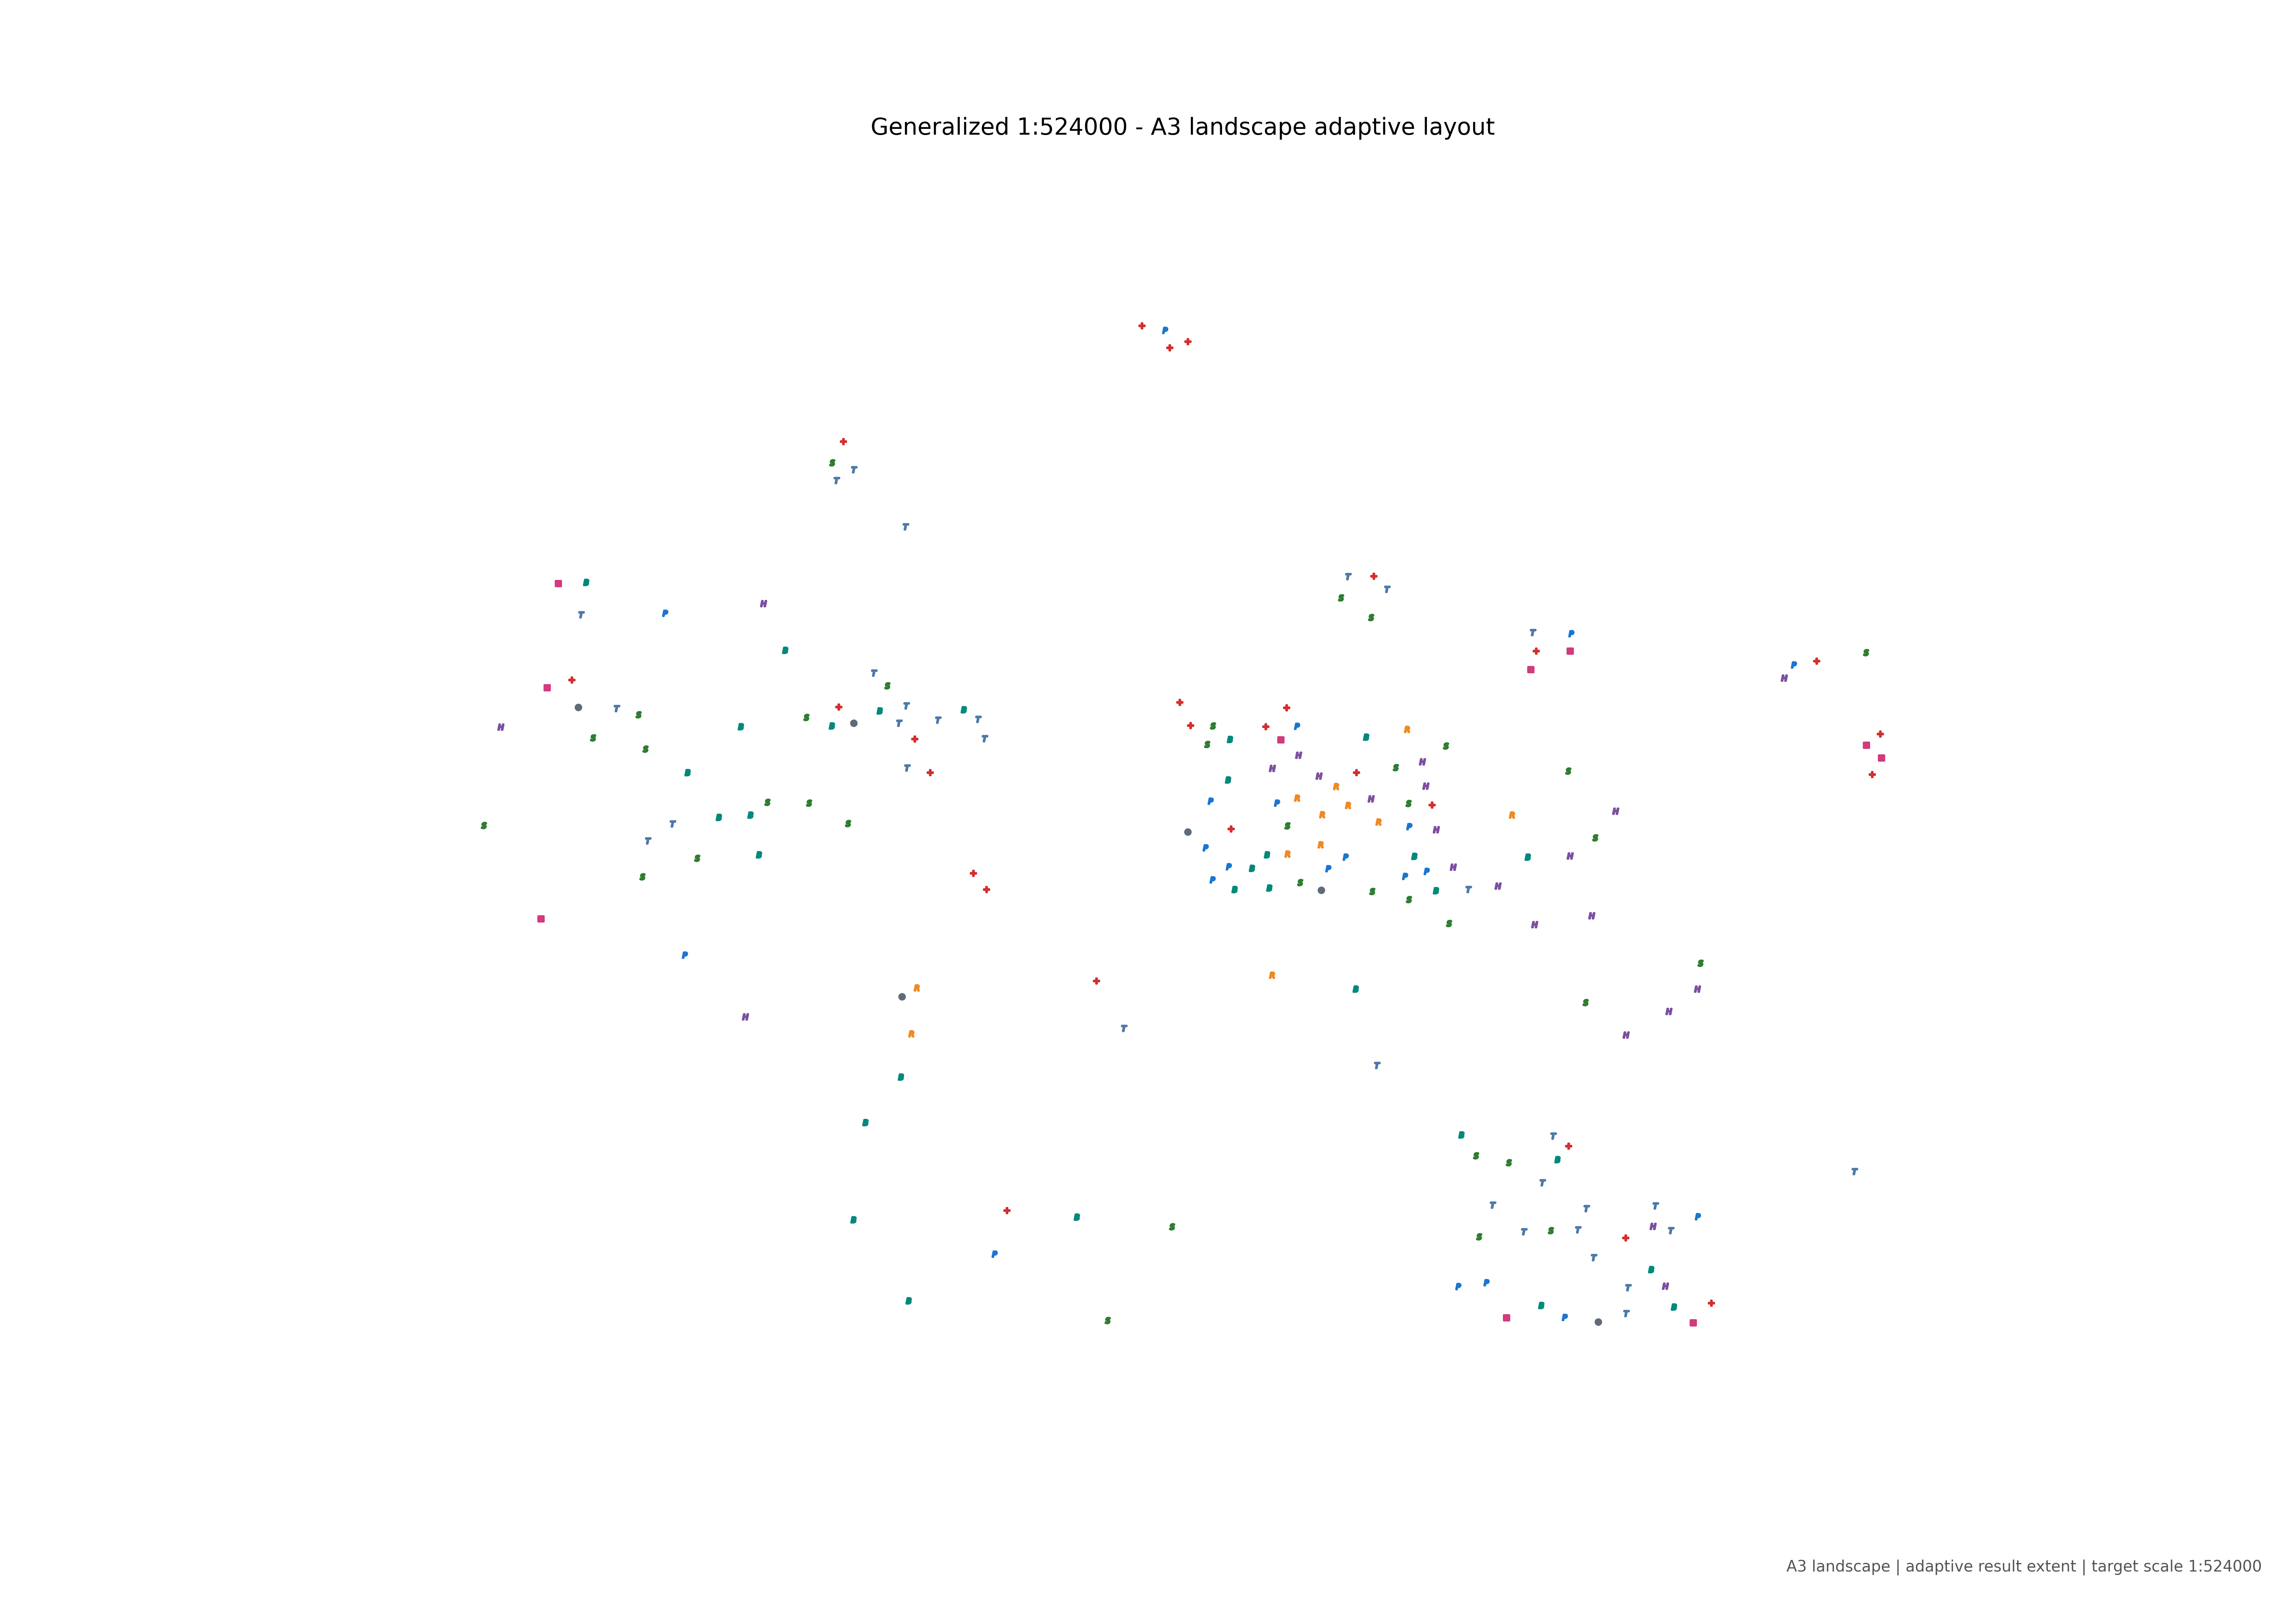 Generalized 1:524000 - A3 landscape adaptive layout
A3 landscape | adaptive result extent | target scale 1:524000